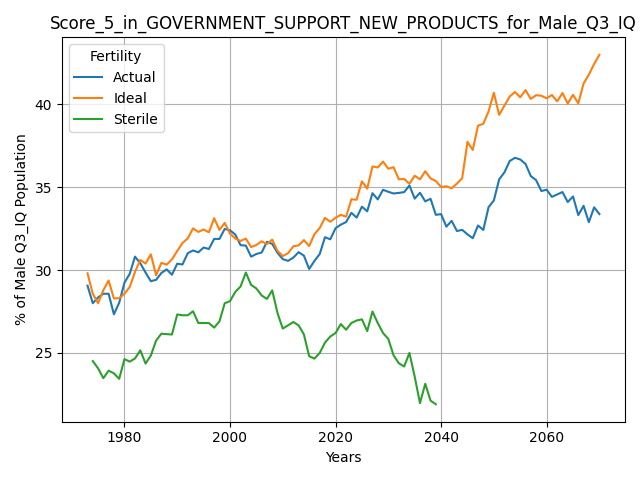 Score_5_in_GOVERNMENT_SUPPORT_NEW_PRODUCTS_for_Male_Q3_IQ
Fertility
Actual
Ideal
Sterile
% of Male Q3_IQ Population
40
35
30
25
1980
2000
2020
2040
2060
Years